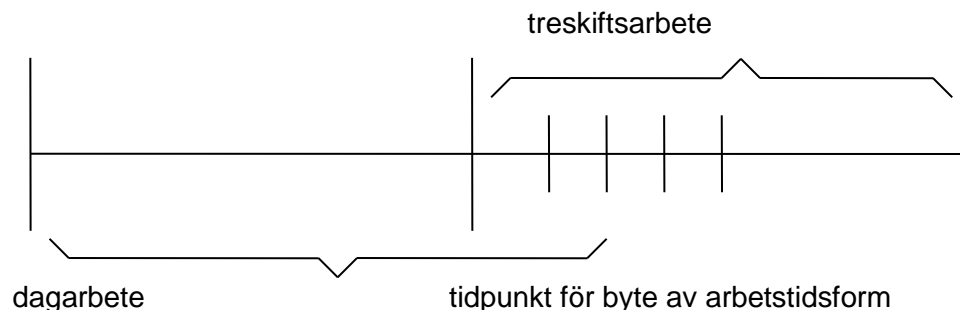 treskiftsarbete
dagarbete
tidpunkt för byte av arbetstidsform